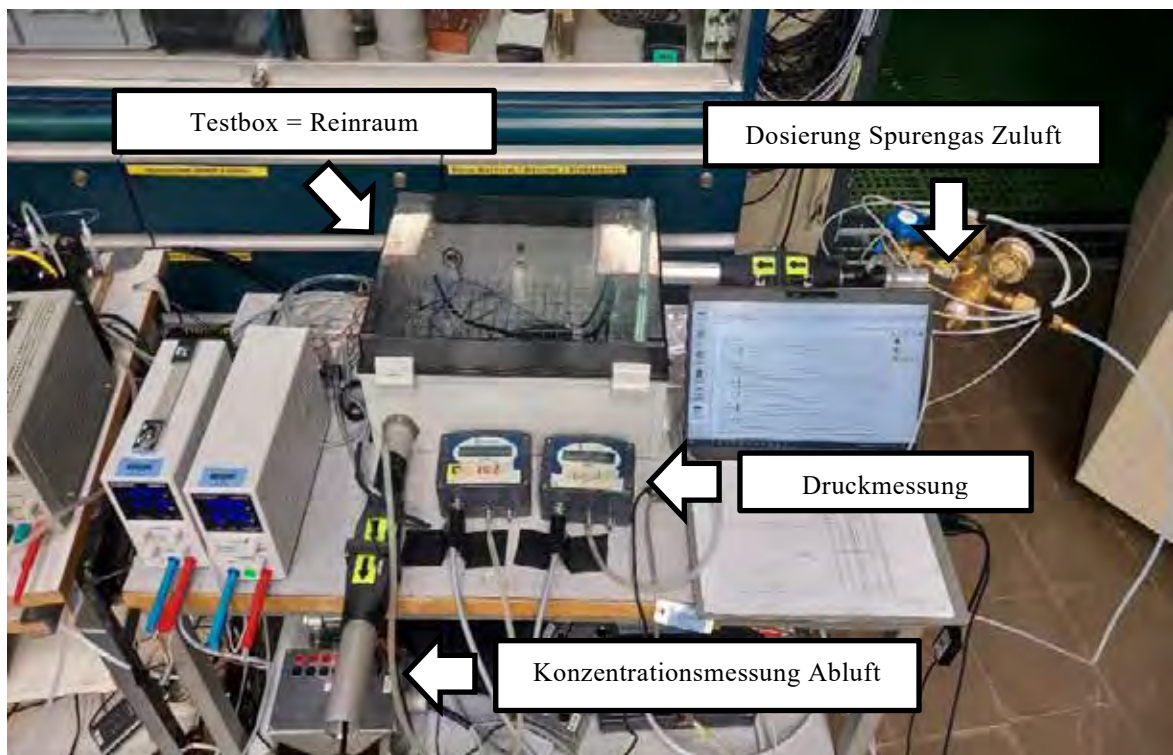 Testbox = Reinraum
Dosierung Spurengas Zuluft
Druckmessung
Konzentrationsmessung Abluft